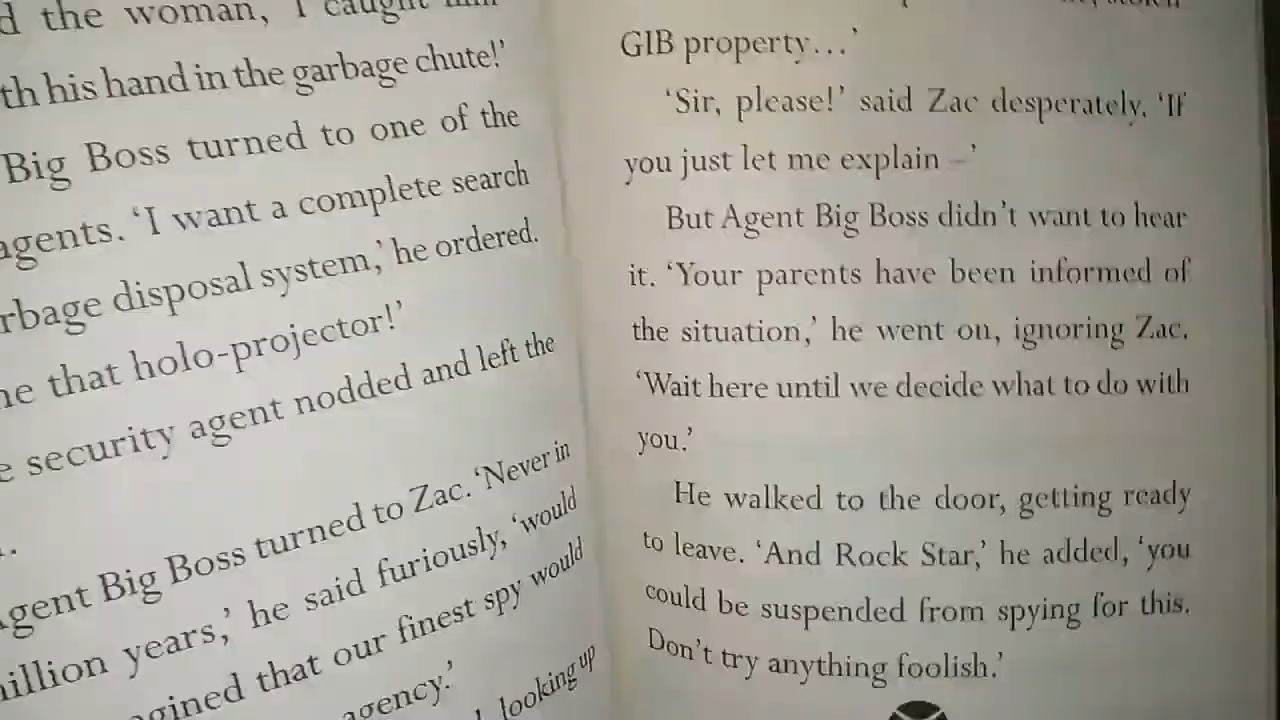 d the woman, I caught him
th his hand in the garbage chute!'
Big Boss turned to one of the
agents. 'I want a complete search
rbage disposal system,' he ordered.
ne that holo-projector!'
e security agent nodded and left the
.
Agent Big Boss turned to Zac. 'Never in
million years,' he said furiously, 'would
agined that our finest spy would
agency.'
looking up
GIB property...'
'Sir, please!' said Zac desperately. 'If
you just let me explain –'
But Agent Big Boss didn't want to hear
it. 'Your parents have been informed of
the situation,' he went on, ignoring Zac.
'Wait here until we decide what to do with
you.'
He walked to the door, getting ready
to leave. 'And Rock Star,' he added, 'you
could be suspended from spying for this.
Don't try anything foolish.'